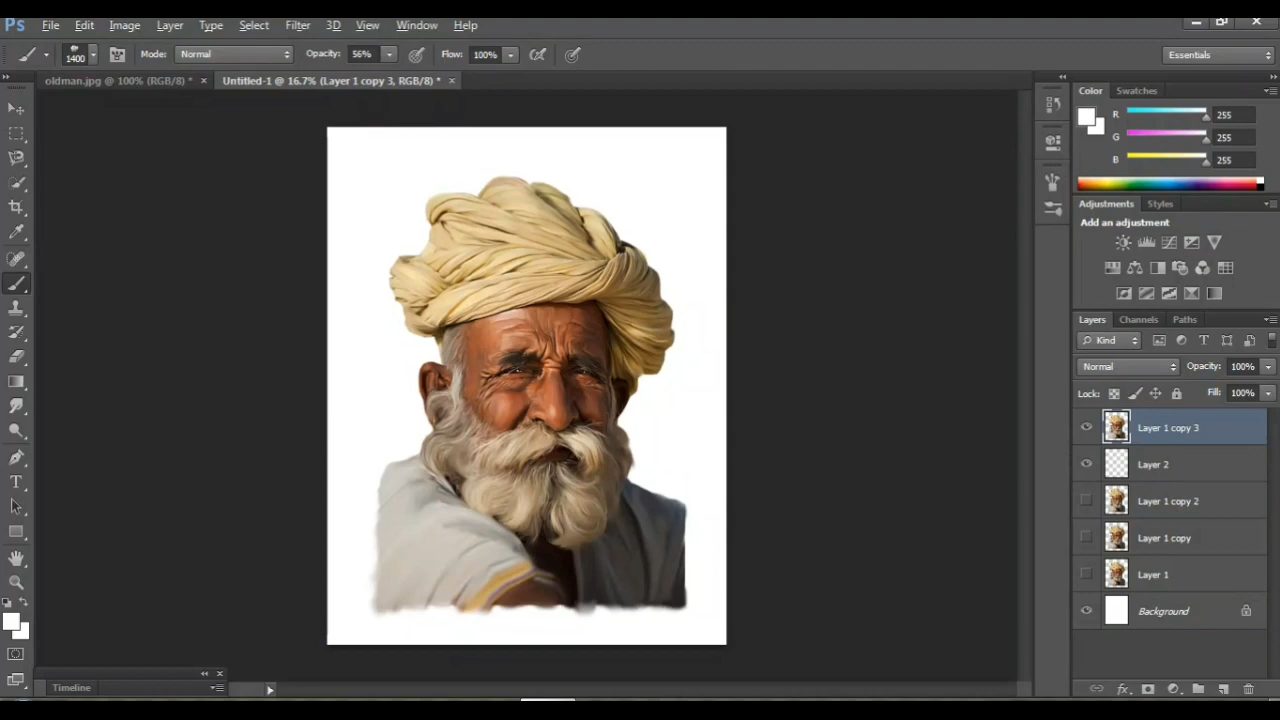 Ps File Edit Image Layer Type Select Filter 3D View Window Help
1400 Mode: Normal Opacity: 56% Flow: 100% Essentials
oldman.jpg @ 100% (RGB/8) * × Untitled-1 @ 16.7% (Layer 1 copy 3, RGB/8) * ×
Color Swatches
R 255
G 255
B 255
Adjustments Styles
Add an adjustment
Layers Channels Paths
Kind
Normal Opacity: 100%
Lock: Fill: 100%
Layer 1 copy 3
Layer 2
Layer 1 copy 2
Layer 1 copy
Layer 1
Background
Timeline